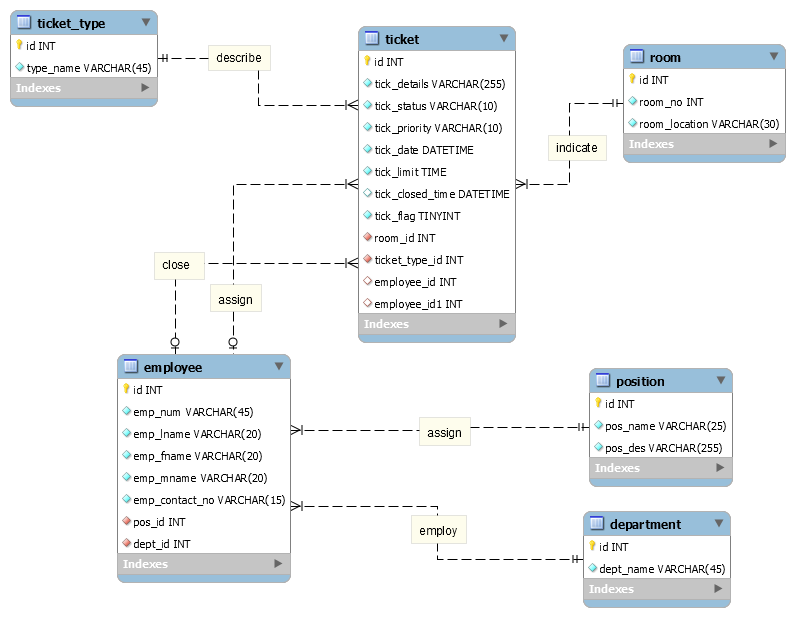 ticket_type
id INT
type_name VARCHAR(45)
Indexes
describe
ticket
id INT
tick_details VARCHAR(255)
tick_status VARCHAR(10)
tick_priority VARCHAR(10)
tick_date DATETIME
tick_limit TIME
tick_closed_time DATETIME
tick_flag TINYINT
room_id INT
ticket_type_id INT
employee_id INT
employee_id1 INT
Indexes
room
id INT
room_no INT
room_location VARCHAR(30)
Indexes
indicate
close
assign
employee
id INT
emp_num VARCHAR(45)
emp_lname VARCHAR(20)
emp_fname VARCHAR(20)
emp_mname VARCHAR(20)
emp_contact_no VARCHAR(15)
pos_id INT
dept_id INT
Indexes
assign
position
id INT
pos_name VARCHAR(25)
pos_des VARCHAR(255)
Indexes
employ
department
id INT
dept_name VARCHAR(45)
Indexes